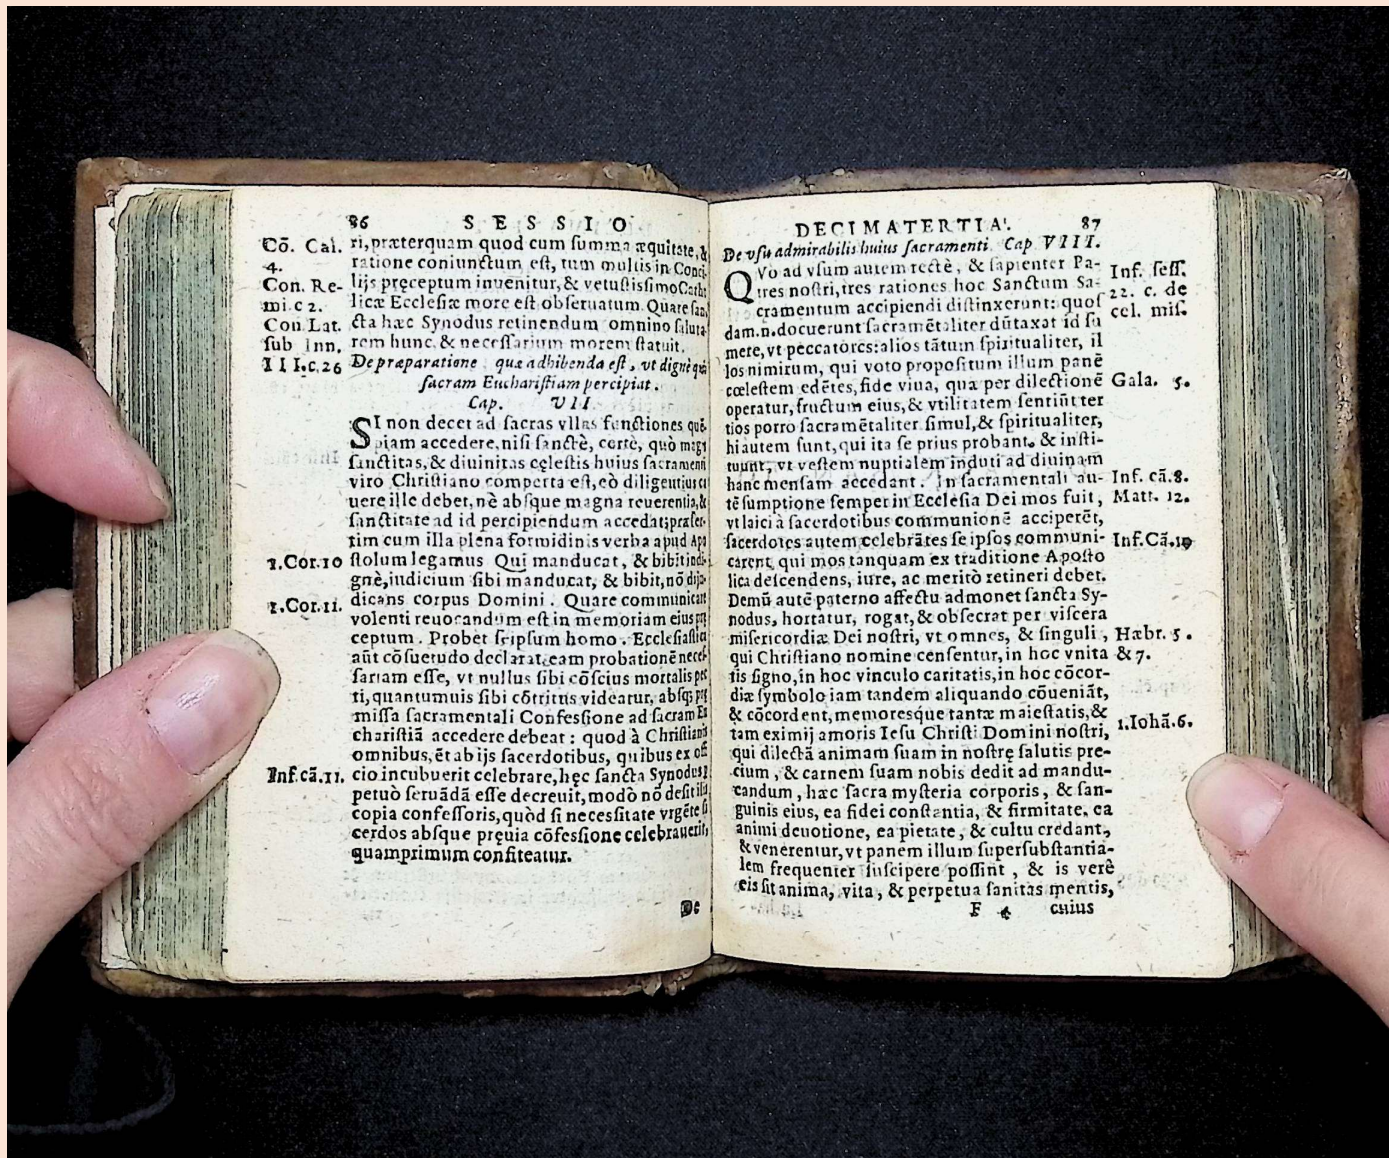 86 SESSIO
Cō. Cal.
4.
Con. Re-
mi. c 2.
Con. Lat.
sub Inn.
III.c.26
ri, præterquam quod cum summa æquitate, &
ratione coniunctum est, tum multis in Conci-
lijs pręceptum inuenitur, & vetustissimo Catho
licæ Ecclesiæ more est obseruatum. Quare san
cta hæc Synodus retinendum omnino saluta-
rem hunc, & necessarium morem statuit.
De præparatione quæ adhibenda est, vt dignè quis
sacram Eucharistiam percipiat.
Cap. VII
SI non decet ad sacras vllas functiones quē-
piam accedere, nisi sanctè, certè, quò magis
sanctitas, & diuinitas cęlestis huius sacramenti
viro Christiano comperta est, eò diligentius ca
uere ille debet, nè absque magna reuerentia, &
sanctitate ad id percipiendum accedat; præser-
tim cum illa plena formidinis verba apud Apo
1.Cor.10 stolum legamus Qui manducat, & bibit indi-
gnè, iudicium sibi manducat, & bibit, nō diju-
1.Cor.11. dicans corpus Domini. Quare communicare
volenti reuocandum est in memoriam eius prę
ceptum. Probet seipsum homo. Ecclesiastica
aūt cōsuetudo declarat, eam probationē neces-
sariam esse, vt nullus sibi cōscius mortalis pec
ti, quantumuis sibi cōtritus videatur, absq; prę
missa sacramentali Confessione ad sacram Eu
charistiā accedere debeat: quod à Christianis
omnibus, ēt ab ijs sacerdotibus, quibus ex offi
Inf. cā.11. cio incubuerit celebrare, hęc sancta Synodus p
petuò seruādā esse decreuit, modò nō desit illis
copia confessoris, quòd si necessitate vrgēte sa
cerdos absque pręuia cōfessione celebrauerit,
quamprimum confiteatur.
De
DECIMATERTIA. 87
De vsu admirabilis huius sacramenti Cap VIII.
QVo ad vsum autem rectè, & sapienter Pa-
tres nostri, tres rationes hoc Sanctum Sa-
cramentum accipiendi distinxerunt: quos
dam.n.docuerunt sacramētaliter dūtaxat id su
mere, vt peccatores: alios tātum spiritualiter, il
los nimirum, qui voto propositum illum panē
cœlestem edētes, fide viua, quæ per dilectionē
operatur, fructum eius, & vtilitatem sentiūt ter
tios porro sacramētaliter simul, & spiritualiter,
hi autem sunt, qui ita se prius probant, & insti-
tuunt, vt vestem nuptialem induti ad diuinam
hanc mensam accedant. In sacramentali au-
tē sumptione semper in Ecclesia Dei mos fuit,
vt laici à sacerdotibus communionē acciperēt,
sacerdotes autem celebrātes se ipsos communi-
carent, qui mos tanquam ex traditione Aposto
lica descendens, iure, ac meritò retineri debet.
Demū autē paterno affectu admonet sancta Sy-
nodus, hortatur, rogat, & obsecrat per viscera
misericordiæ Dei nostri, vt omnes, & singuli,
qui Christiano nomine censentur, in hoc vnita
tis signo, in hoc vinculo caritatis, in hoc cōcor-
diæ symbolo iam tandem aliquando cōueniāt,
& cōcordent, memoresque tantæ maiestatis, &
tam eximij amoris Iesu Christi Domini nostri,
qui dilectā animam suam in nostrę salutis pre-
cium, & carnem suam nobis dedit ad mandu-
candum, hæc sacra mysteria corporis, & san-
guinis eius, ea fidei constantia, & firmitate, ea
animi deuotione, ea pietate, & cultu credant,
& venerentur, vt panem illum supersubstantia-
lem frequenter suscipere possint, & is verè
eis sit anima, vita, & perpetua sanitas mentis,
F 4 cuius
Inf. sess.
22. c. de
cel. mis.
Gala. 5.
Inf. cā.8.
Matt. 12.
Inf. Cā.10
Hæbr. 5.
& 7.
1.Iohā.6.